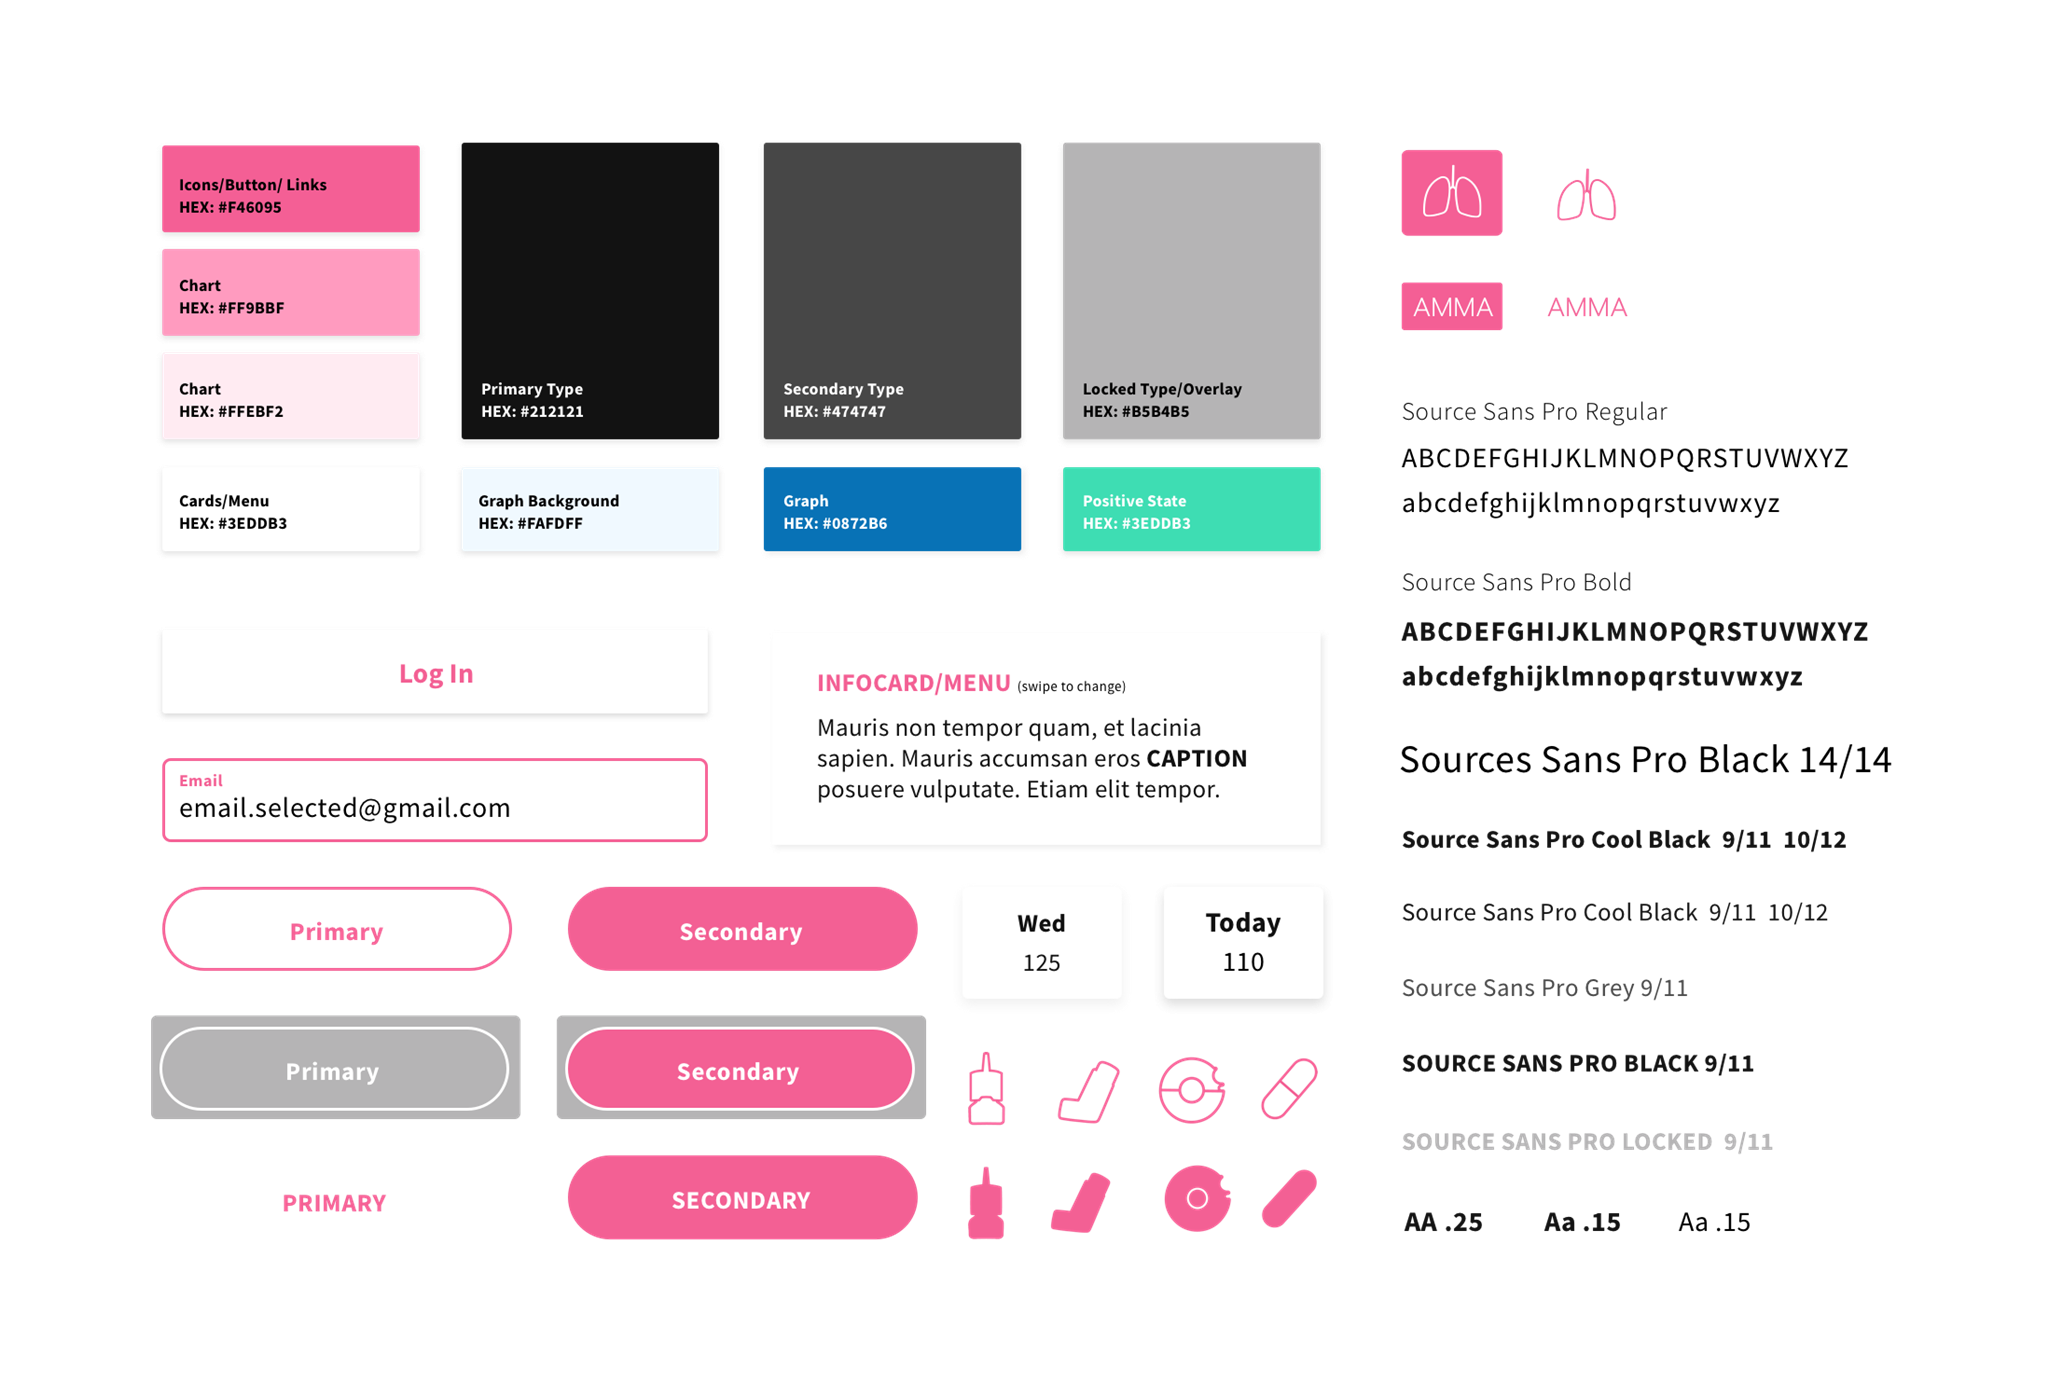 Icons/Button/ Links
HEX: #F46095
Chart
HEX: #FF9BBF
Chart
HEX: #FFEBF2
Primary Type
HEX: #212121
Secondary Type
HEX: #474747
Locked Type/Overlay
HEX: #B5B4B5
Cards/Menu
HEX: #3EDDB3
Graph Background
HEX: #FAFDFF
Graph
HEX: #0872B6
Positive State
HEX: #3EDDB3
Log In
Email
email.selected@gmail.com
INFOCARD/MENU (swipe to change)
Mauris non tempor quam, et lacinia
sapien. Mauris accumsan eros CAPTION
posuere vulputate. Etiam elit tempor.
Primary
Secondary
Wed
125
Today
110
Primary
Secondary
PRIMARY
SECONDARY
AMMA
AMMA
Source Sans Pro Regular
ABCDEFGHIJKLMNOPQRSTUVWXYZ
abcdefghijklmnopqrstuvwxyz
Source Sans Pro Bold
ABCDEFGHIJKLMNOPQRSTUVWXYZ
abcdefghijklmnopqrstuvwxyz
Sources Sans Pro Black 14/14
Source Sans Pro Cool Black 9/11 10/12
Source Sans Pro Cool Black 9/11 10/12
Source Sans Pro Grey 9/11
SOURCE SANS PRO BLACK 9/11
SOURCE SANS PRO LOCKED 9/11
AA .25
Aa .15
Aa .15